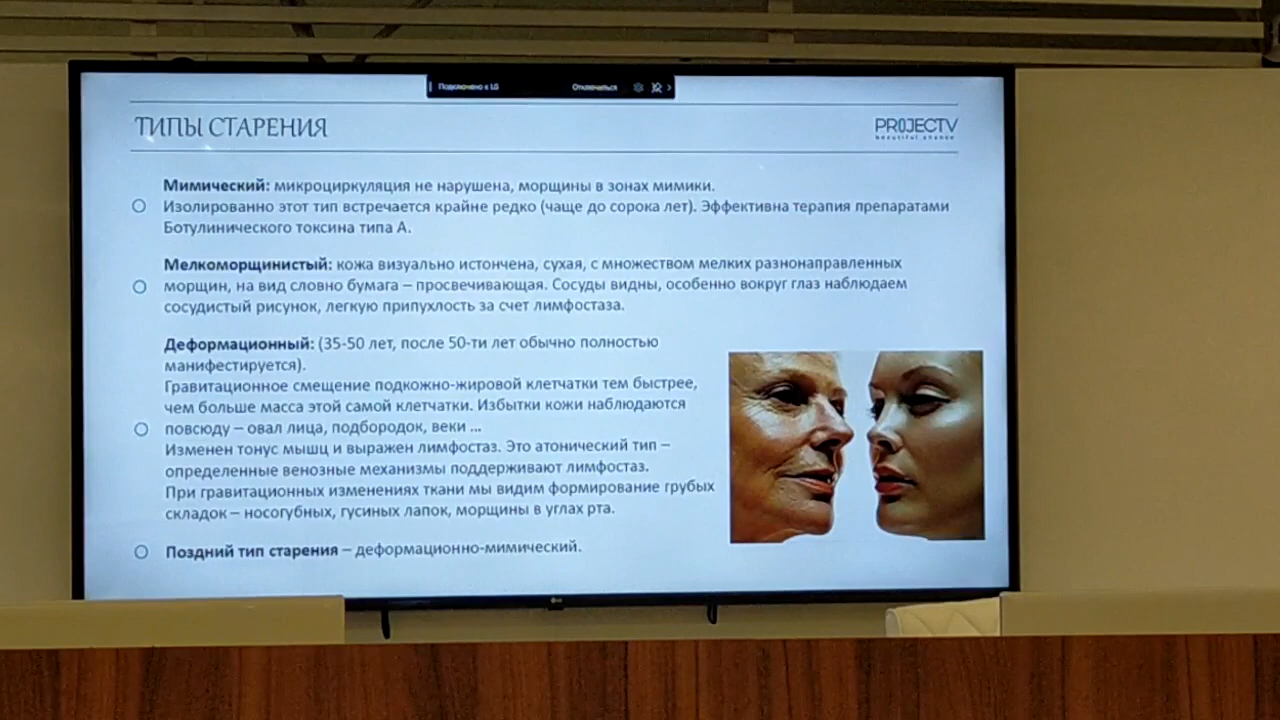 Подключено к LG
Отключиться
ТИПЫ СТАРЕНИЯ
PROJECTV
beautiful change
Мимический: микроциркуляция не нарушена, морщины в зонах мимики.
Изолированно этот тип встречается крайне редко (чаще до сорока лет). Эффективна терапия препаратами
Ботулинического токсина типа А.
Мелкоморщинистый: кожа визуально истончена, сухая, с множеством мелких разнонаправленных
морщин, на вид словно бумага – просвечивающая. Сосуды видны, особенно вокруг глаз наблюдаем
сосудистый рисунок, легкую припухлость за счет лимфостаза.
Деформационный: (35-50 лет, после 50-ти лет обычно полностью
манифестируется).
Гравитационное смещение подкожно-жировой клетчатки тем быстрее,
чем больше масса этой самой клетчатки. Избытки кожи наблюдаются
повсюду – овал лица, подбородок, веки ...
Изменен тонус мышц и выражен лимфостаз. Это атонический тип –
определенные венозные механизмы поддерживают лимфостаз.
При гравитационных изменениях ткани мы видим формирование грубых
складок – носогубных, гусиных лапок, морщины в углах рта.
Поздний тип старения – деформационно-мимический.
LG